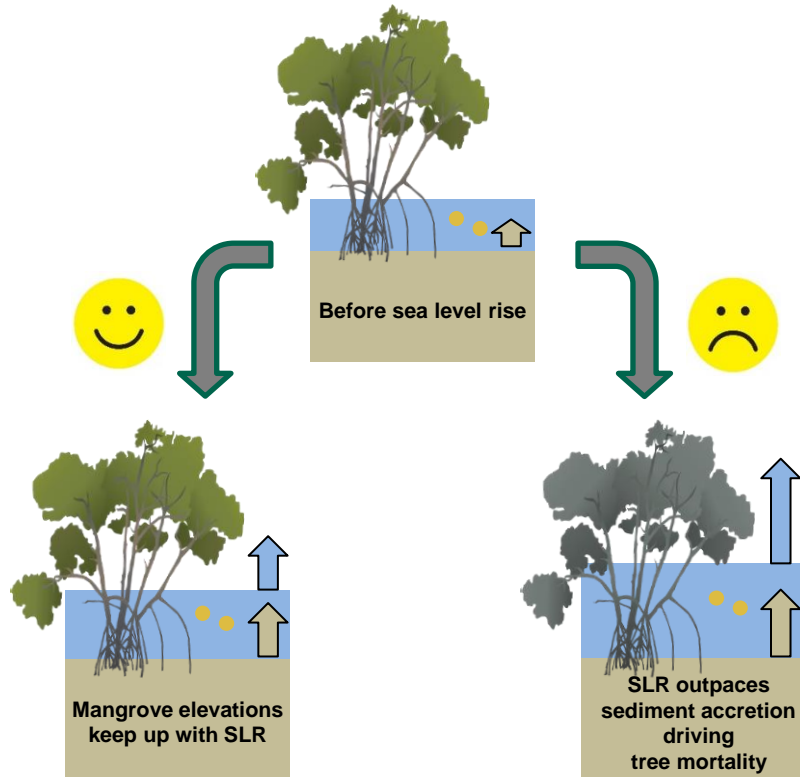 Before sea level rise
Mangrove elevations
keep up with SLR
SLR outpaces
sediment accretion
driving
tree mortality